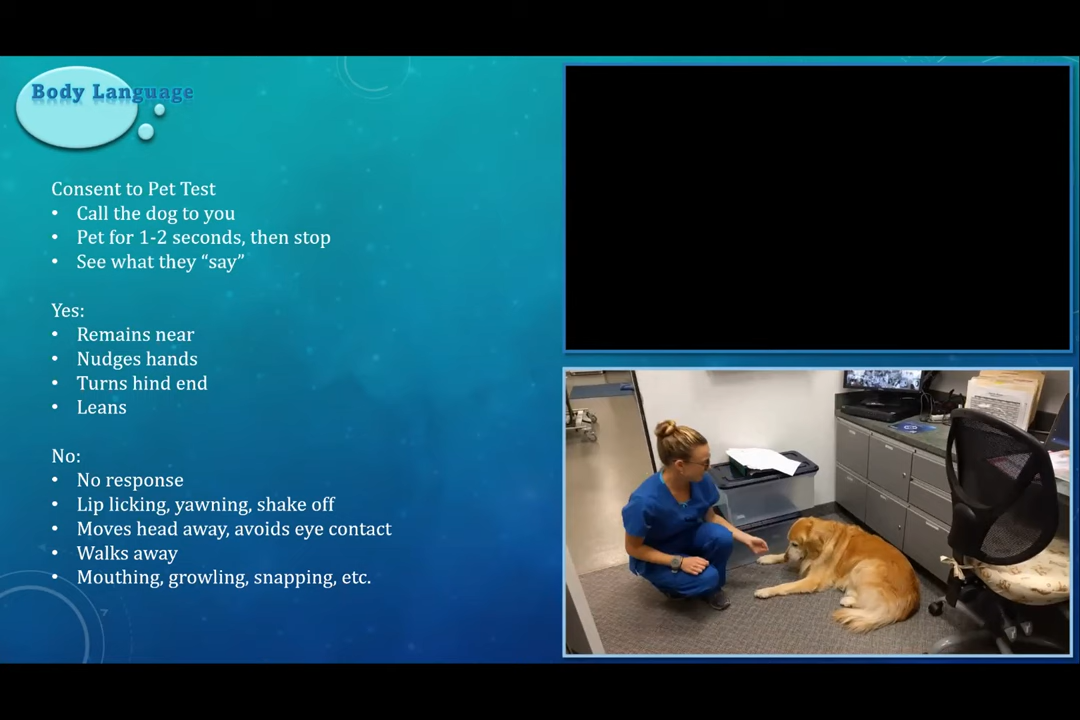 Body Language
Consent to Pet Test
• Call the dog to you
• Pet for 1-2 seconds, then stop
• See what they “say”
Yes:
• Remains near
• Nudges hands
• Turns hind end
• Leans
No:
• No response
• Lip licking, yawning, shake off
• Moves head away, avoids eye contact
• Walks away
• Mouthing, growling, snapping, etc.